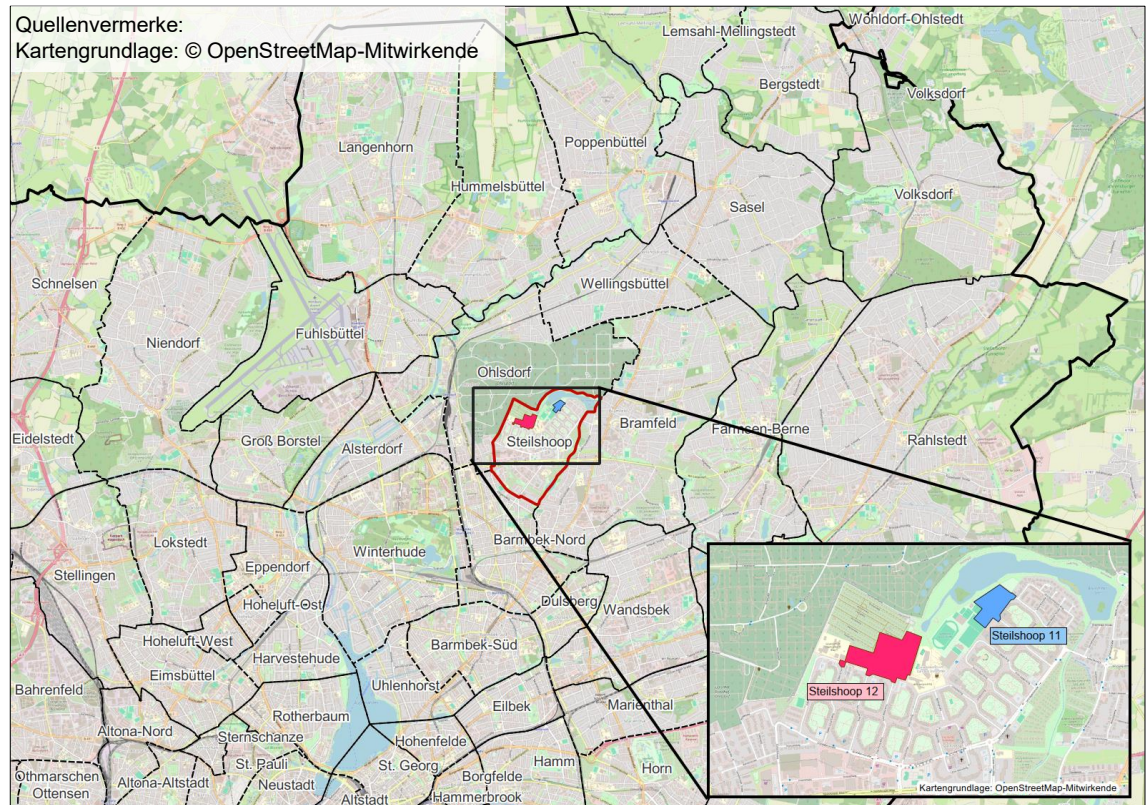 Quellenvermerke:
Kartengrundlage: © OpenStreetMap-Mitwirkende
Wohldorf-Ohlstedt
Lemsahl-Mellingstedt
Bergstedt
Volksdorf
Langenhorn
Poppenbüttel
Hummelsbüttel
Sasel
Volksdorf
Schnelsen
Wellingsbüttel
Niendorf
Fuhlsbüttel
Ohlsdorf
Eidelstedt
Groß Borstel
Alsterdorf
Steilshoop
Bramfeld
Farmsen-Berne
Rahlstedt
Lokstedt
Winterhude
Barmbek-Nord
Stellingen
Eppendorf
Hoheluft-Ost
Dulsberg
Wandsbek
Hoheluft-West
Harvestehude
Barmbek-Süd
Eimsbüttel
Uhlenhorst
Bahrenfeld
Rotherbaum
Eilbek
Marienthal
Altona-Nord
Sternschanze
Hohenfelde
St. Pauli
St. Georg
Hamm
Horn
Othmarschen
Ottensen
Altona-Altstadt
Neustadt
Borgfelde
Altstadt
Hammerbrook
Steilshoop 11
Steilshoop 12
Kartengrundlage: OpenStreetMap-Mitwirkende